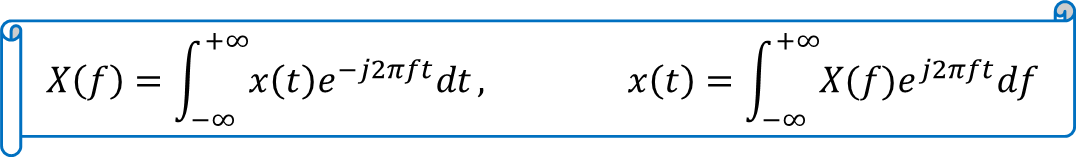 X(f) = ∫_{−∞}^{+∞} x(t)e^{−j2πft}dt, x(t) = ∫_{−∞}^{+∞} X(f)e^{j2πft}df